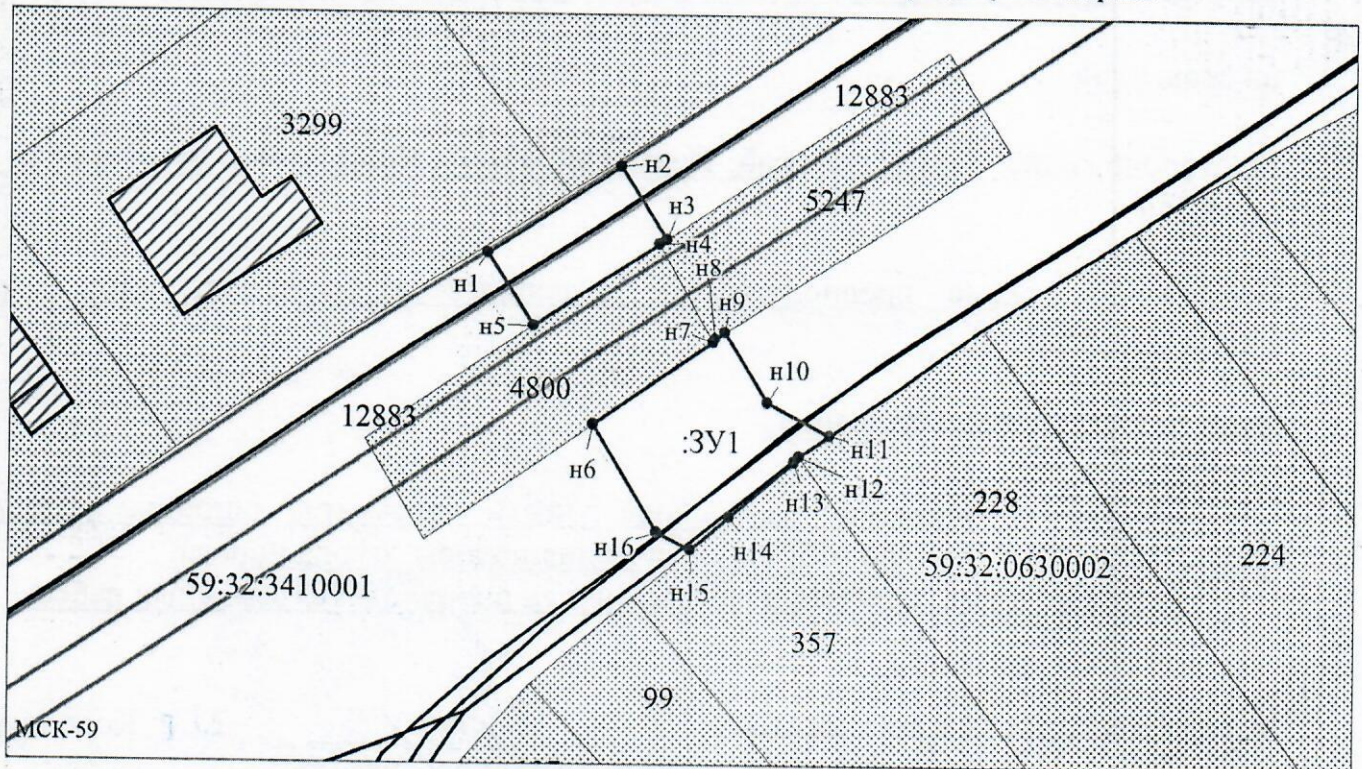 12883
3299
н2
5247
н3
н4
н1
н8
н9
н5
н7
4800
н10
12883
:ЗУ1
н6
н11
н12
228
н13
н16
н14
224
59:32:0630002
н15
59:32:3410001
357
99
МСК-59